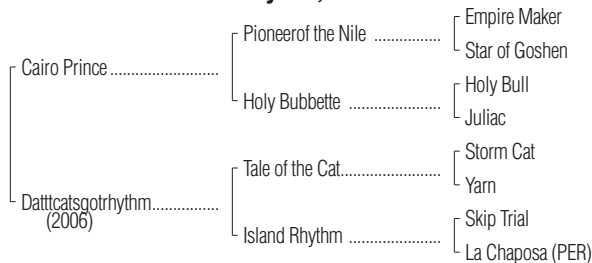 Cairo Prince........................
Datttcatsgotrhythm...............
(2006)
Pioneerof the Nile ...............
Holy Bubbette .....................
Tale of the Cat......................
Island Rhythm .....................
Empire Maker
Star of Goshen
Holy Bull
Juliac
Storm Cat
Yarn
Skip Trial
La Chaposa (PER)